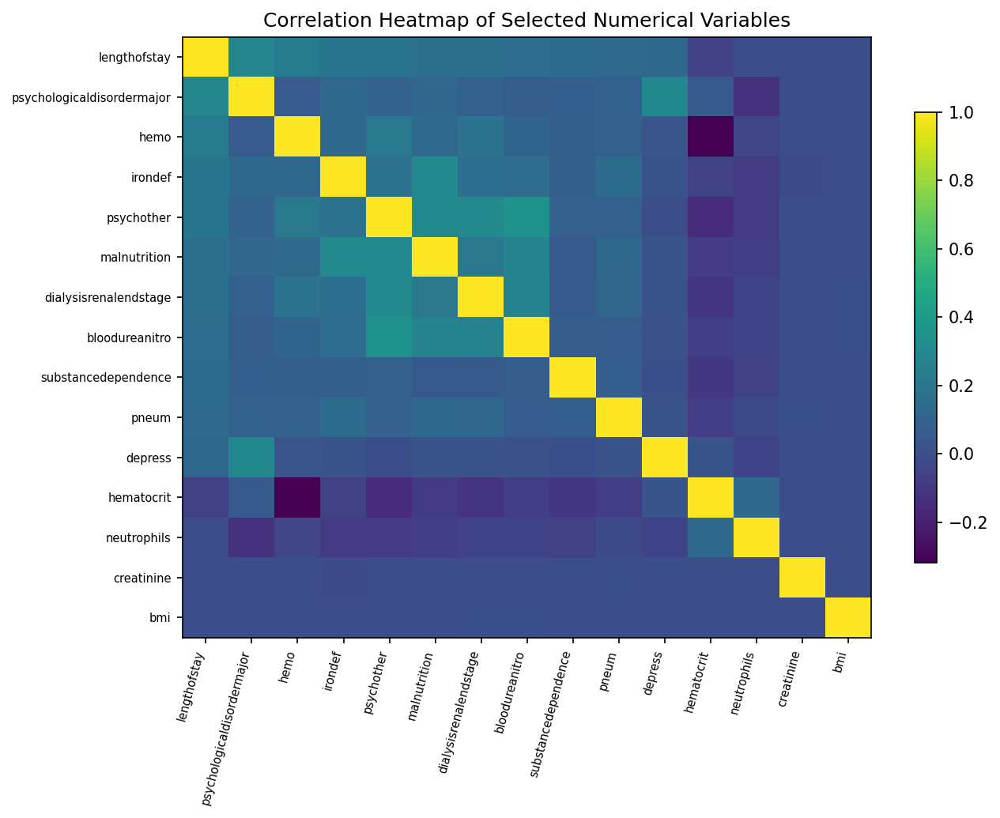 Correlation Heatmap of Selected Numerical Variables
lengthofstay
psychologicaldisordermajor
hemo
irondef
psychother
malnutrition
dialysisrenalendstage
bloodureanitro
substancedependence
pneum
depress
hematocrit
neutrophils
creatinine
bmi
lengthofstay
psychologicaldisordermajor
hemo
irondef
psychother
malnutrition
dialysisrenalendstage
bloodureanitro
substancedependence
pneum
depress
hematocrit
neutrophils
creatinine
bmi
1.0
0.8
0.6
0.4
0.2
0.0
−0.2